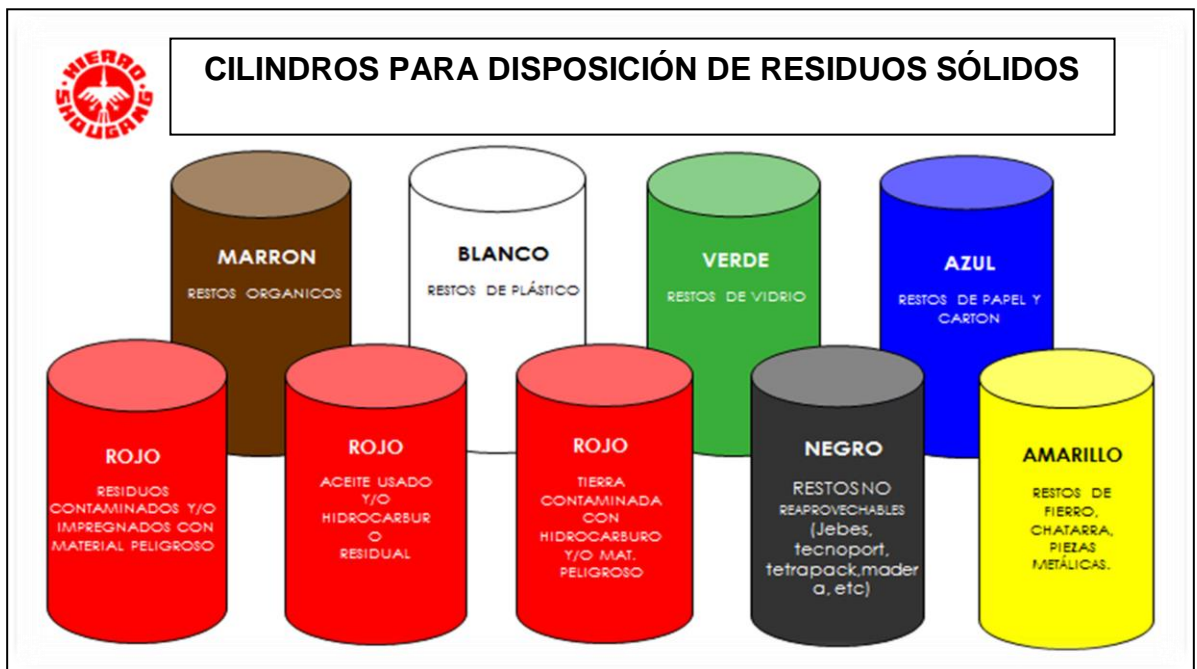 HIERRO
SHOUGANG
CILINDROS PARA DISPOSICIÓN DE RESIDUOS SÓLIDOS
MARRON
RESTOS ORGANICOS
BLANCO
RESTOS DE PLÁSTICO
VERDE
RESTOS DE VIDRIO
AZUL
RESTOS DE PAPEL Y
CARTON
ROJO
RESIDUOS
CONTAMINADOS Y/O
IMPREGNADOS CON
MATERIAL PELIGROSO
ROJO
ACEITE USADO
Y/O
HIDROCARBUR
O
RESIDUAL
ROJO
TIERRA
CONTAMINADA
CON
HIDROCARBURO
Y/O MAT.
PELIGROSO
NEGRO
RESTOS NO
REAPROVECHABLES
(Jebes,
tecnoport,
tetrapack,mader
a, etc)
AMARILLO
RESTOS DE
FIERRO,
CHATARRA,
PIEZAS
METÁLICAS.